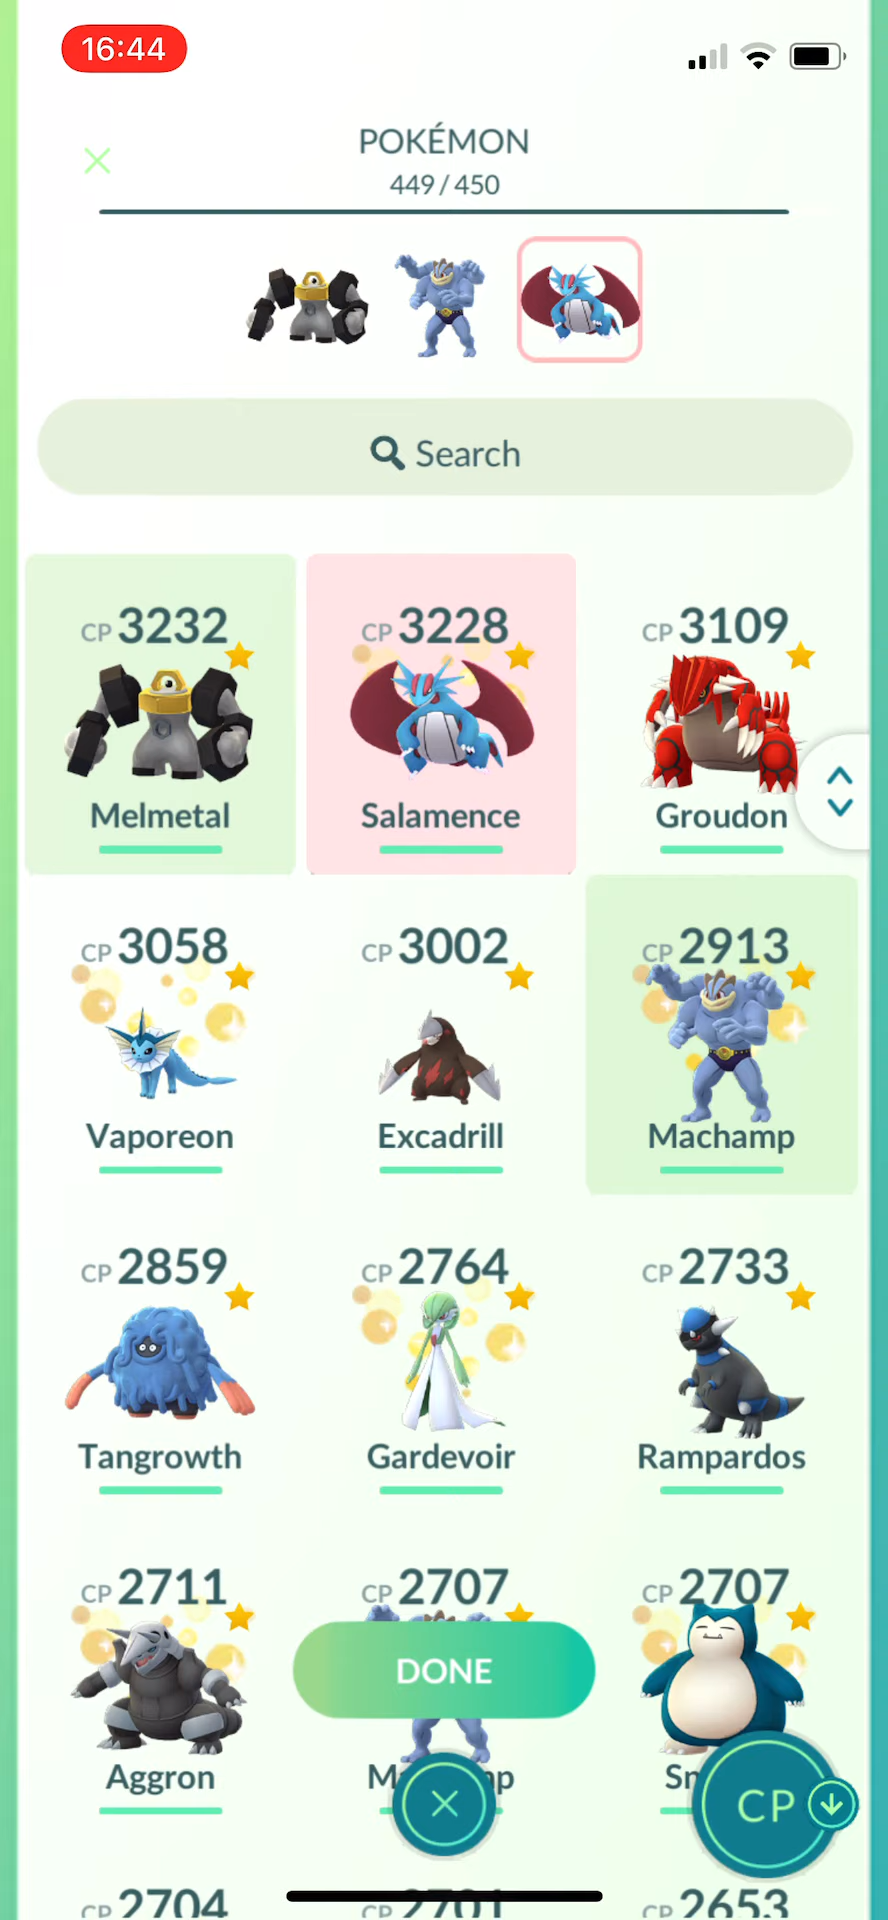 16:44
POKÉMON
449 / 450
Search
CP 3232
CP 3228
CP 3109
Melmetal
Salamence
Groudon
CP 3058
CP 3002
CP 2913
Vaporeon
Excadrill
Machamp
CP 2859
CP 2764
CP 2733
Tangrowth
Gardevoir
Rampardos
CP 2711
CP 2707
CP 2707
DONE
Aggron
CP
CP 2704
CP 2701
CP 2653